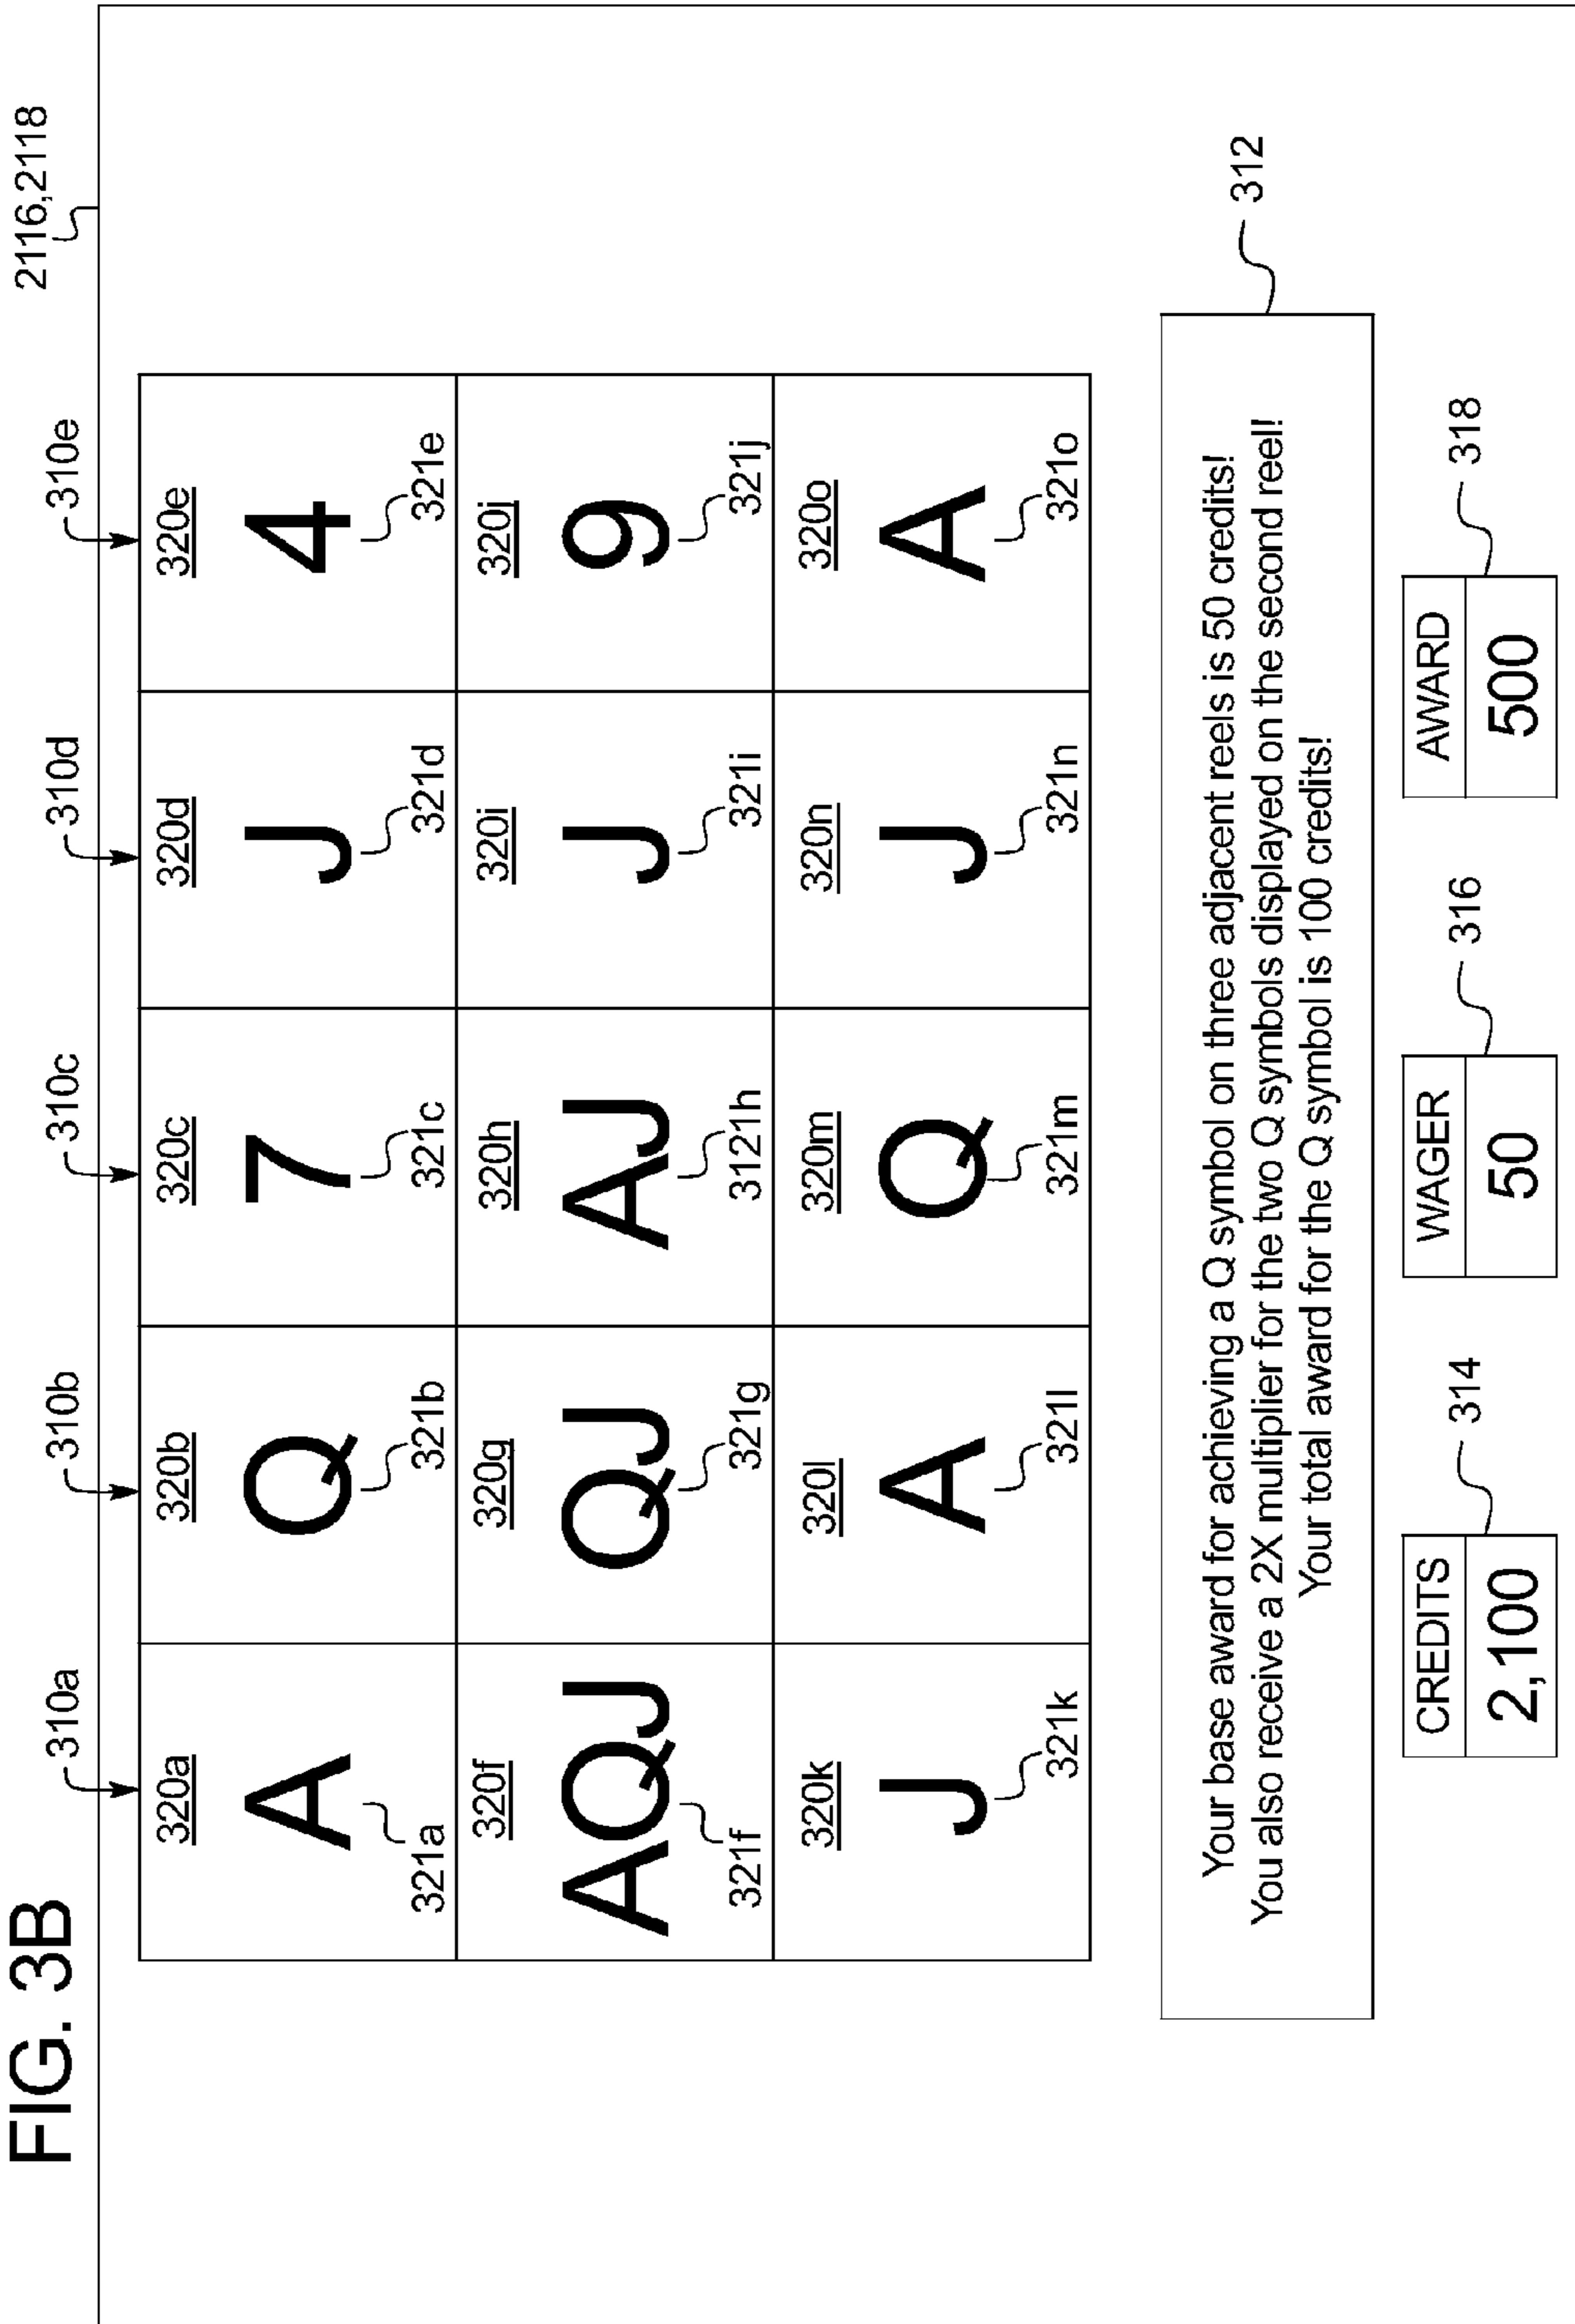 FIG. 3B
2116,2118
310a 310b 310c 310d 310e
320a 320b 320c 320d 320e
A Q 7 J 4
321a 321b 321c 321d 321e
320f 320g 320h 320i 320j
AQJ QJ AJ J 9
321f 321g 3121h 321i 321j
320k 320l 320m 320n 320o
J A Q J A
321k 321l 321m 321n 321o
Your base award for achieving a Q symbol on three adjacent reels is 50 credits!
You also receive a 2X multiplier for the two Q symbols displayed on the second reel!
Your total award for the Q symbol is 100 credits!
312
CREDITS 314 WAGER 316 AWARD 318
2,100 50 500